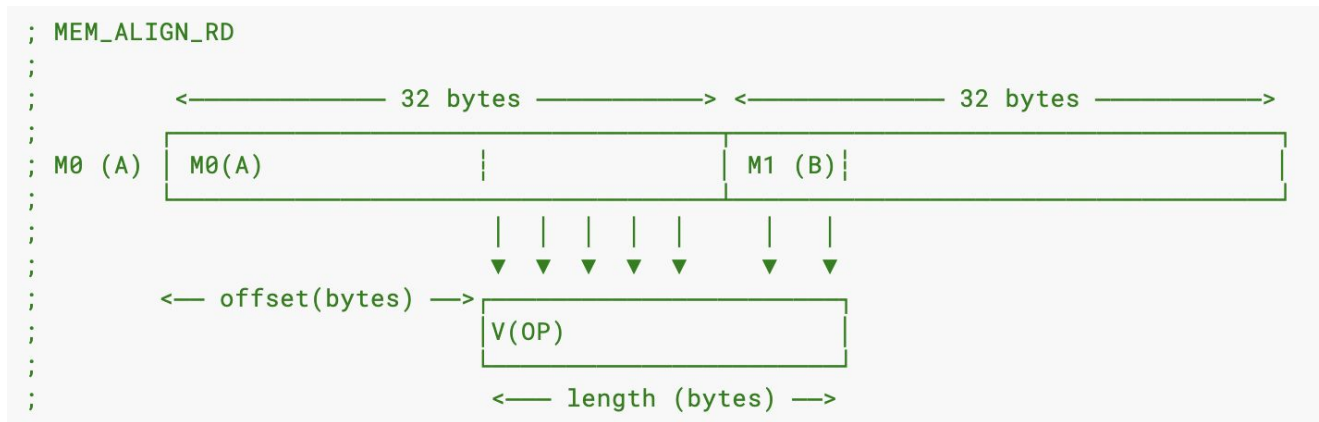 ; MEM_ALIGN_RD
;
; <———————— 32 bytes ————————> <———————— 32 bytes ————————>
;
; M0 (A) M0(A) M1 (B)
;
;
;
; <—— offset(bytes) ——>
; V(OP)
;
; <—— length (bytes) ——>